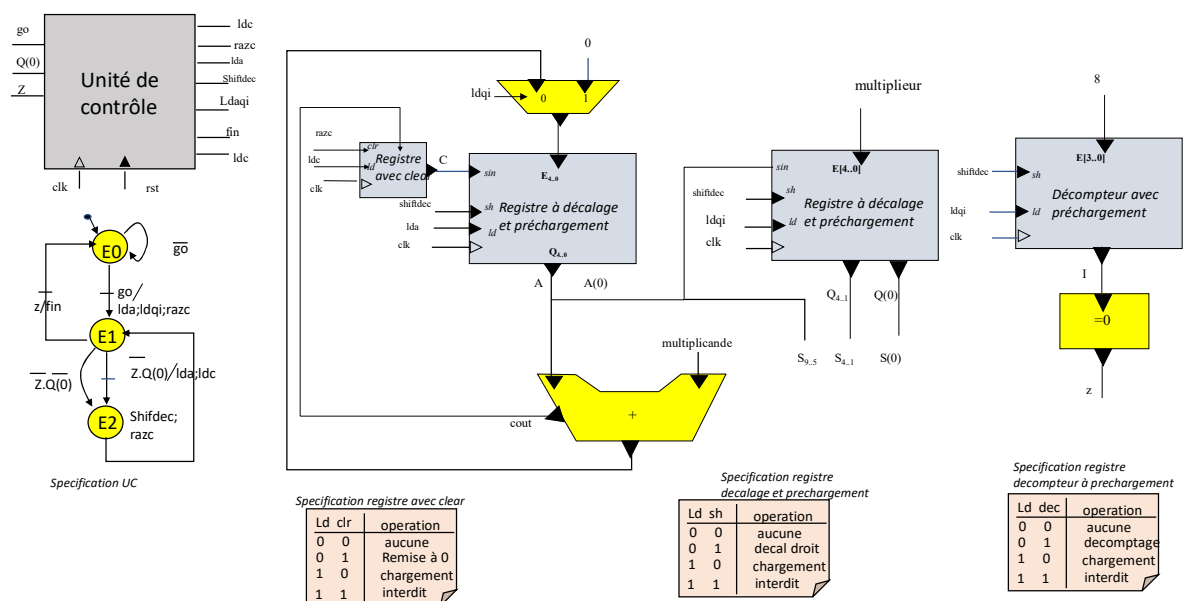 go
Q(0)
Z
Unité de
contrôle
ldc
razc
lda
Shiftdec
Ldaqi
fin
ldc
clk
rst
E0
go
z/fin
go/
lda;ldqi;razc
E1
Z.Q(0)
Z.Q(0)/lda;ldc
E2
Shifdec;
razc
Specification UC
0
ldqi
0 1
razc
ldc
clk
clr
ld
Registre
avec clear
C
sin
E4..0
shiftdec
lda
clk
sh
ld
Registre à décalage
et préchargement
Q4..0
A
A(0)
multiplicande
cout
+
multiplieur
sin
E[4..0]
shiftdec
ldqi
clk
sh
ld
Registre à décalage
et préchargement
Q4..1
Q(0)
S9..5
S4..1
S(0)
8
E[3..0]
shiftdec
ldqi
clk
sh
ld
Décompteur avec
préchargement
I
=0
z
Specification registre avec clear
Ld clr operation
0 0 aucune
0 1 Remise à 0
1 0 chargement
1 1 interdit
Specification registre
decalage et prechargement
Ld sh operation
0 0 aucune
0 1 decal droit
1 0 chargement
1 1 interdit
Specification registre
decompteur à prechargement
Ld dec operation
0 0 aucune
0 1 decomptage
1 0 chargement
1 1 interdit